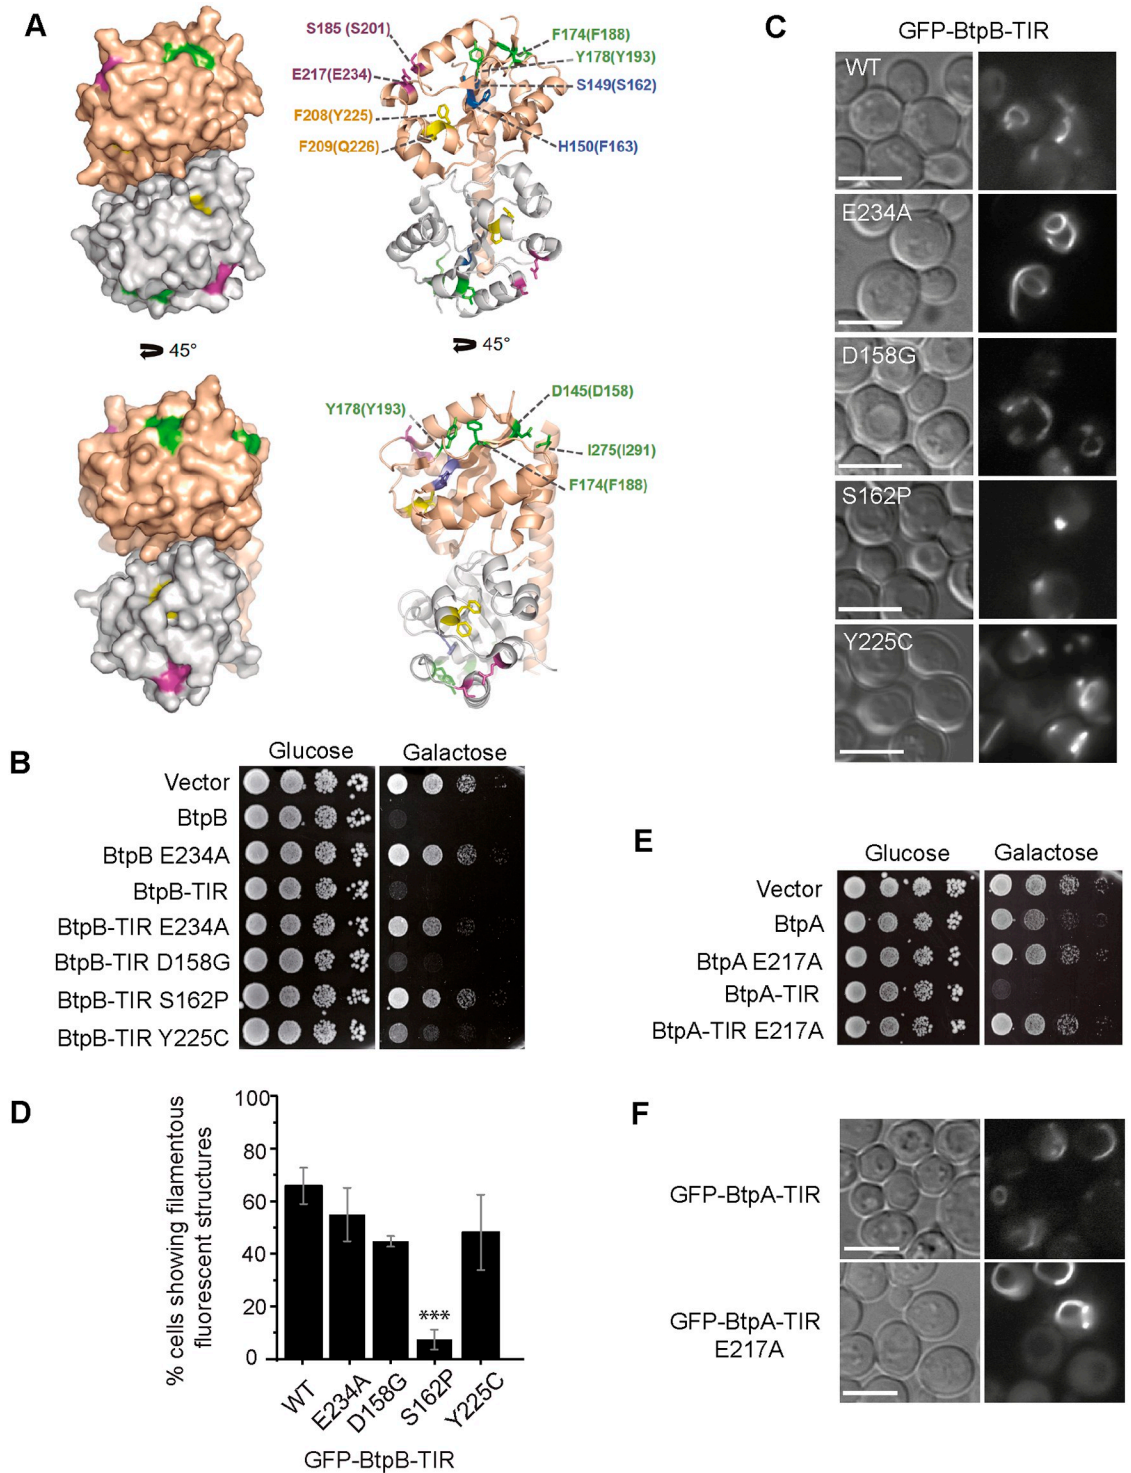 A
S185 (S201)
E217(E234)
F208(Y225)
F209(Q226)
F174(F188)
Y178(Y193)
S149(S162)
H150(F163)
45°
45°
Y178(Y193)
D145(D158)
I275(I291)
F174(F188)
B
Glucose
Galactose
Vector
BtpB
BtpB E234A
BtpB-TIR
BtpB-TIR E234A
BtpB-TIR D158G
BtpB-TIR S162P
BtpB-TIR Y225C
C
GFP-BtpB-TIR
WT
E234A
D158G
S162P
Y225C
D
% cells showing filamentous
fluorescent structures
100
80
60
40
20
0
***
WT
E234A
D158G
S162P
Y225C
GFP-BtpB-TIR
E
Glucose
Galactose
Vector
BtpA
BtpA E217A
BtpA-TIR
BtpA-TIR E217A
F
GFP-BtpA-TIR
GFP-BtpA-TIR
E217A